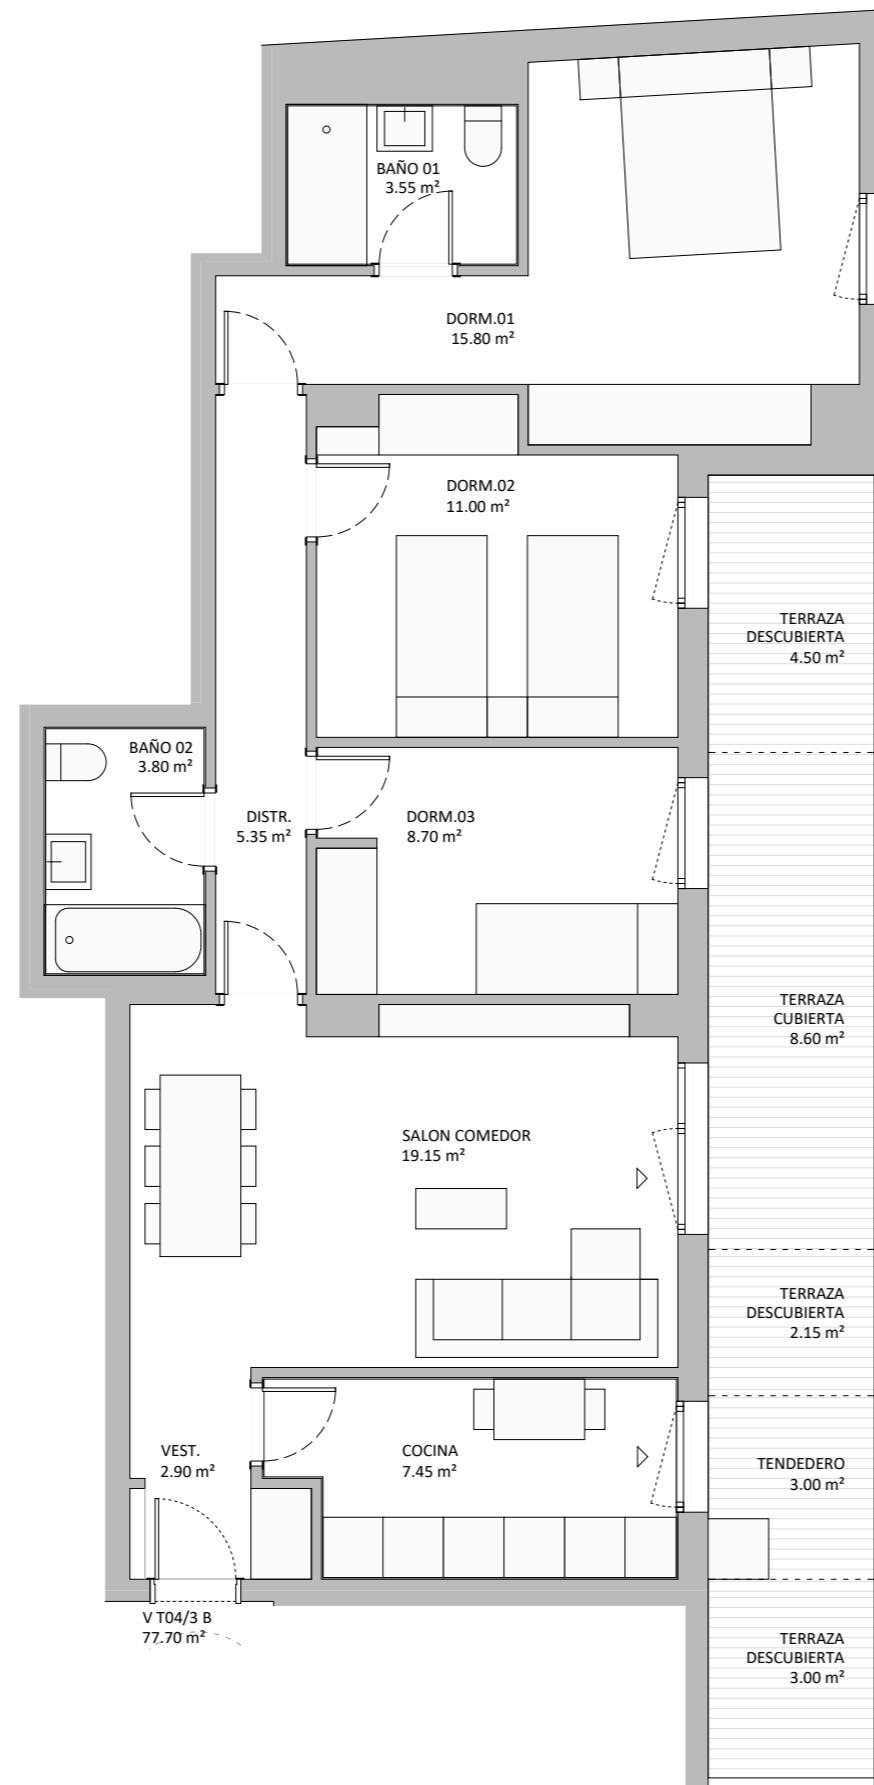 BAÑO 01
3.55 m²
DORM.01
15.80 m²
DORM.02
11.00 m²
TERRAZA
DESCUBIERTA
4.50 m²
BAÑO 02
3.80 m²
DISTR.
5.35 m²
DORM.03
8.70 m²
TERRAZA
CUBIERTA
8.60 m²
SALON COMEDOR
19.15 m²
TERRAZA
DESCUBIERTA
2.15 m²
VEST.
2.90 m²
COCINA
7.45 m²
TENDEDERO
3.00 m²
V T04/3 B
77.70 m²
TERRAZA
DESCUBIERTA
3.00 m²